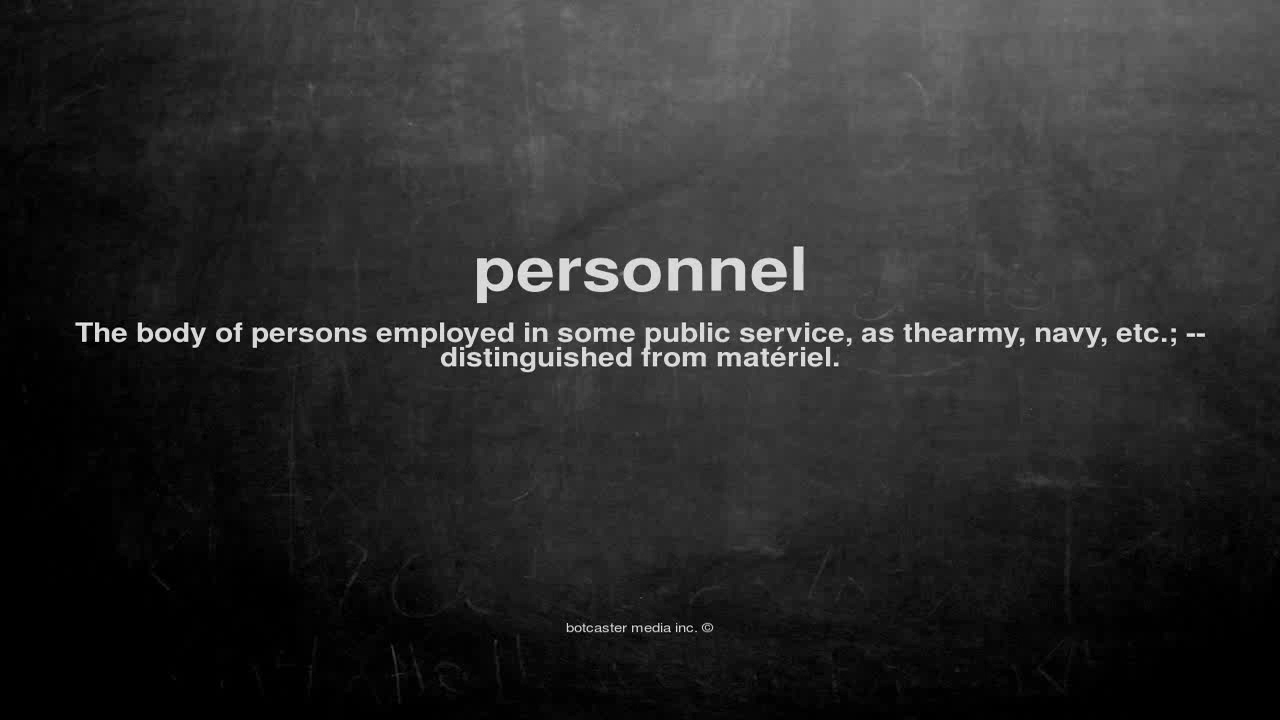 personnel
The body of persons employed in some public service, as thearmy, navy, etc.; --
distinguished from matériel.
botcaster media inc. ©